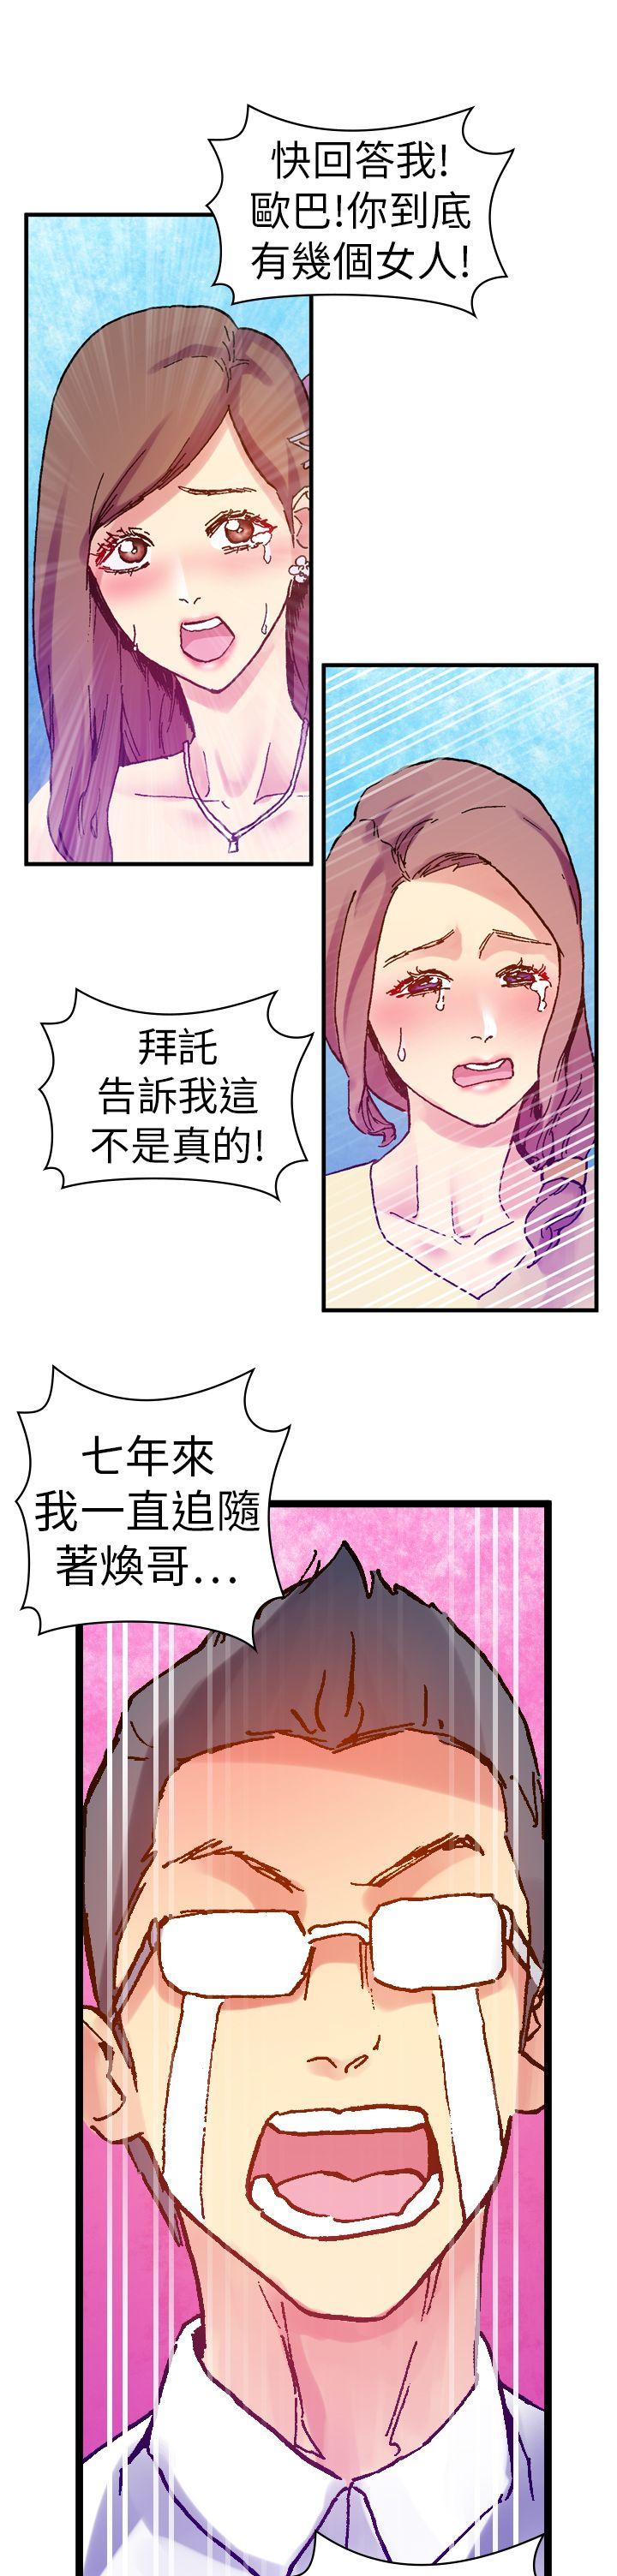 快回答我!
歐巴!你到底
有幾個女人!
拜託
告訴我這
不是真的!
七年來
我一直追隨
著煥哥...